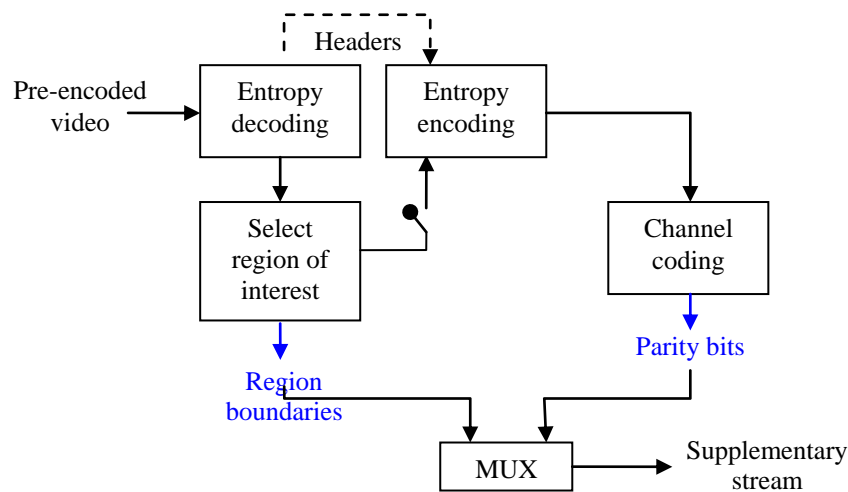 Headers
Pre-encoded
video
Entropy
decoding
Entropy
encoding
Select
region of
interest
Channel
coding
Region
boundaries
Parity bits
MUX
Supplementary
stream